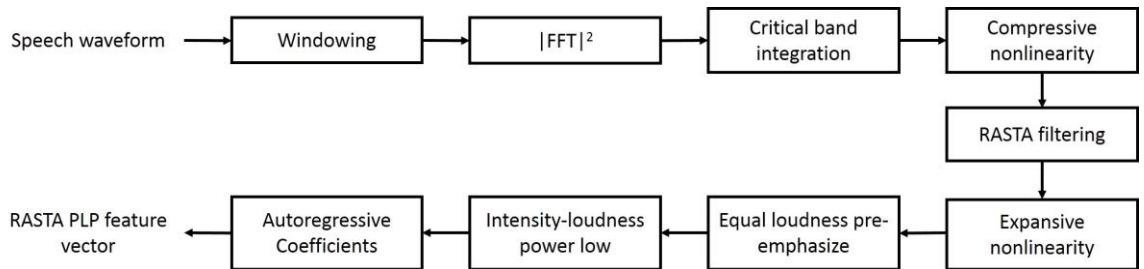 Speech waveform
Windowing
|FFT|²
Critical band
integration
Compressive
nonlinearity
RASTA filtering
Expansive
nonlinearity
Equal loudness pre-
emphasize
Intensity-loudness
power low
Autoregressive
Coefficients
RASTA PLP feature
vector